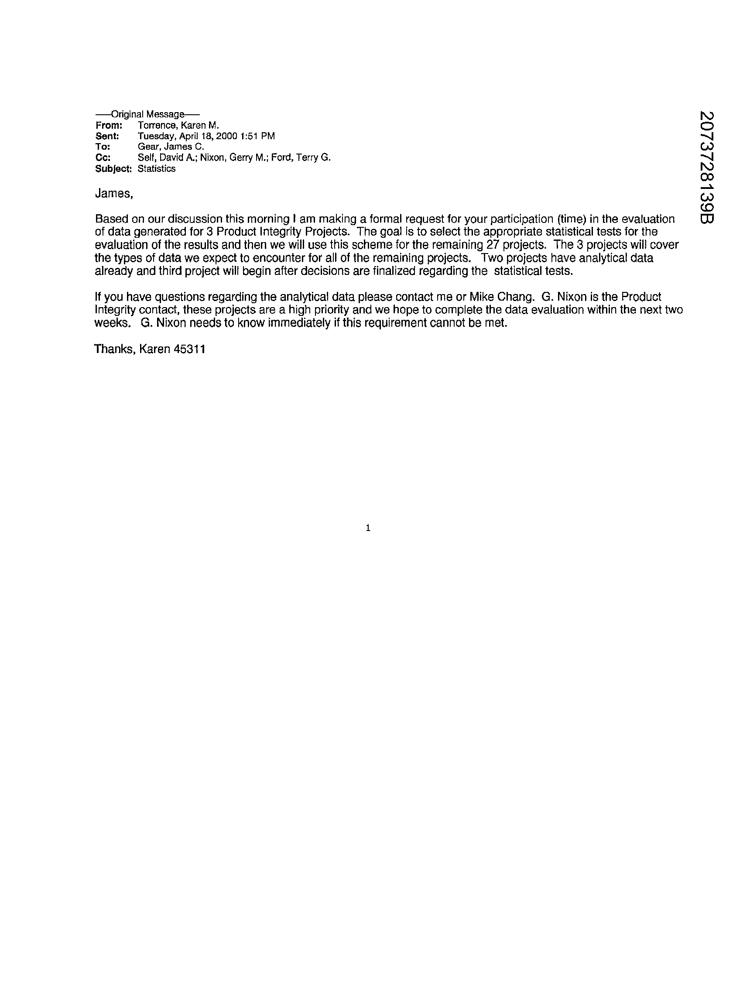 -----Original Message-----
From: Torrence, Karen M.
Sent: Tuesday, April 18, 2000 1:51 PM
To: Gear, James C.
Cc: Self, David A.; Nixon, Gerry M.; Ford, Terry G.
Subject: Statistics
James,
Based on our discussion this morning I am making a formal request for your participation (time) in the evaluation
of data generated for 3 Product Integrity Projects. The goal is to select the appropriate statistical tests for the
evaluation of the results and then we will use this scheme for the remaining 27 projects. The 3 projects will cover
the types of data we expect to encounter for all of the remaining projects. Two projects have analytical data
already and third project will begin after decisions are finalized regarding the statistical tests.
If you have questions regarding the analytical data please contact me or Mike Chang. G. Nixon is the Product
Integrity contact, these projects are a high priority and we hope to complete the data evaluation within the next two
weeks. G. Nixon needs to know immediately if this requirement cannot be met.
Thanks, Karen 45311
1
2073728139B